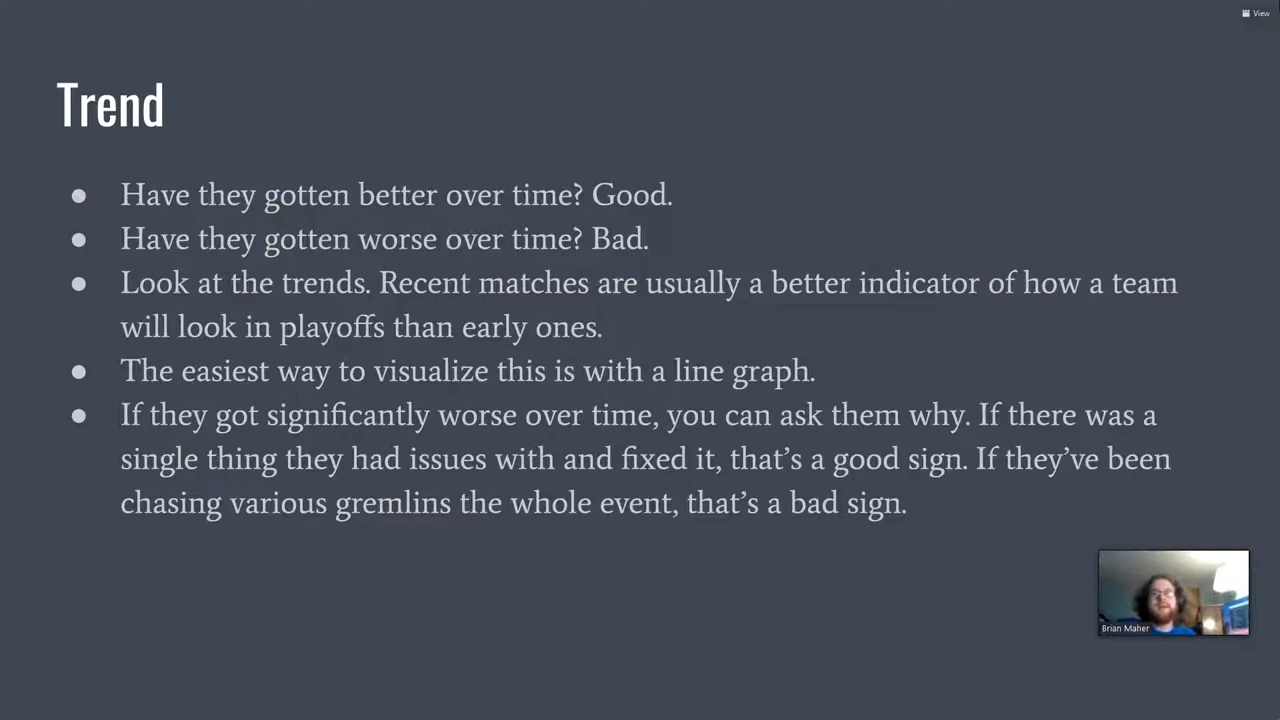 View
Trend
● Have they gotten better over time? Good.
● Have they gotten worse over time? Bad.
● Look at the trends. Recent matches are usually a better indicator of how a team
will look in playoffs than early ones.
● The easiest way to visualize this is with a line graph.
● If they got significantly worse over time, you can ask them why. If there was a
single thing they had issues with and fixed it, that’s a good sign. If they’ve been
chasing various gremlins the whole event, that’s a bad sign.
Brian Maher